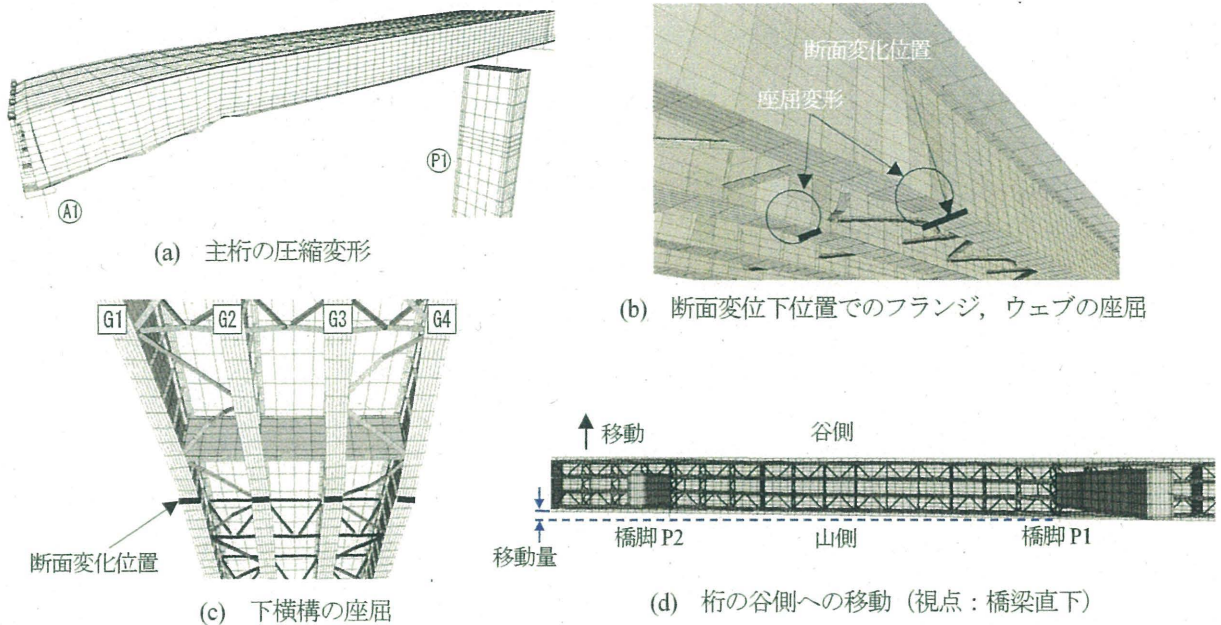 A1
P1
(a) 主桁の圧縮変形
断面変化位置
座屈変形
(b) 断面変位下位置でのフランジ，ウェブの座屈
G1 G2 G3 G4
断面変化位置
(c) 下横構の座屈
移動
谷側
移動量
橋脚 P2
山側
橋脚 P1
(d) 桁の谷側への移動（視点：橋梁直下）